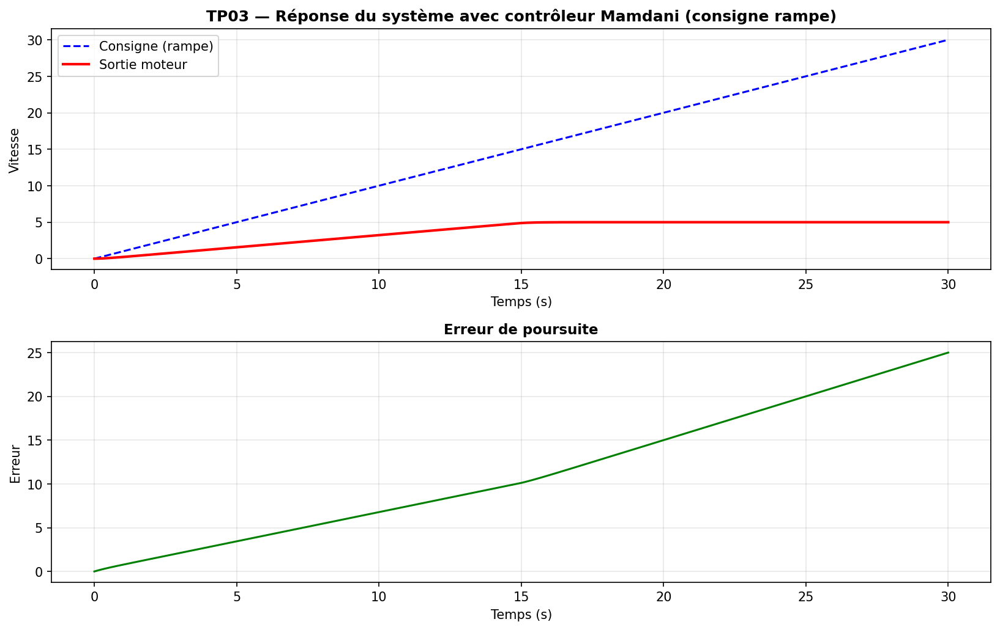 TP03 — Réponse du système avec contrôleur Mamdani (consigne rampe)
Consigne (rampe)
Sortie moteur
30
25
20
15
10
5
0
Vitesse
0 5 10 15 20 25 30
Temps (s)
Erreur de poursuite
25
20
15
10
5
0
Erreur
0 5 10 15 20 25 30
Temps (s)